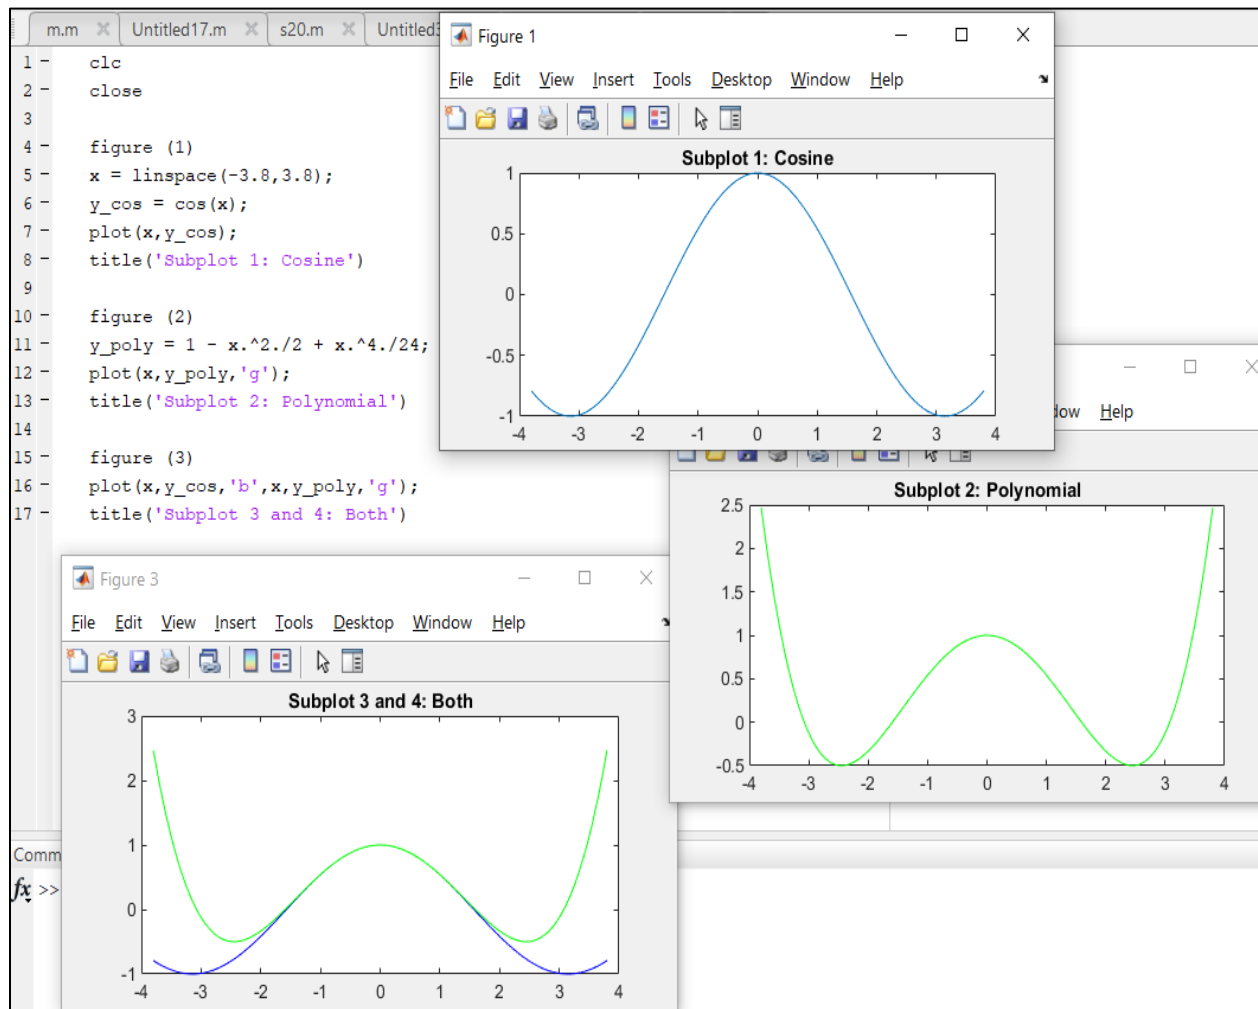 m.m
Untitled17.m
s20.m
Untitled3
1
clc
2
close
3
4
figure (1)
5
x = linspace(-3.8,3.8);
6
y_cos = cos(x);
7
plot(x,y_cos);
8
title('Subplot 1: Cosine')
9
10
figure (2)
11
y_poly = 1 - x.^2./2 + x.^4./24;
12
plot(x,y_poly,'g');
13
title('Subplot 2: Polynomial')
14
15
figure (3)
16
plot(x,y_cos,'b',x,y_poly,'g');
17
title('Subplot 3 and 4: Both')
Figure 1
File Edit View Insert Tools Desktop Window Help
Subplot 1: Cosine
1
0.5
0
-0.5
-1
-4 -3 -2 -1 0 1 2 3 4
dow Help
Subplot 2: Polynomial
2.5
2
1.5
1
0.5
0
-0.5
-4 -3 -2 -1 0 1 2 3 4
Figure 3
File Edit View Insert Tools Desktop Window Help
Subplot 3 and 4: Both
3
2
1
0
-1
-4 -3 -2 -1 0 1 2 3 4
Comm
fx >>